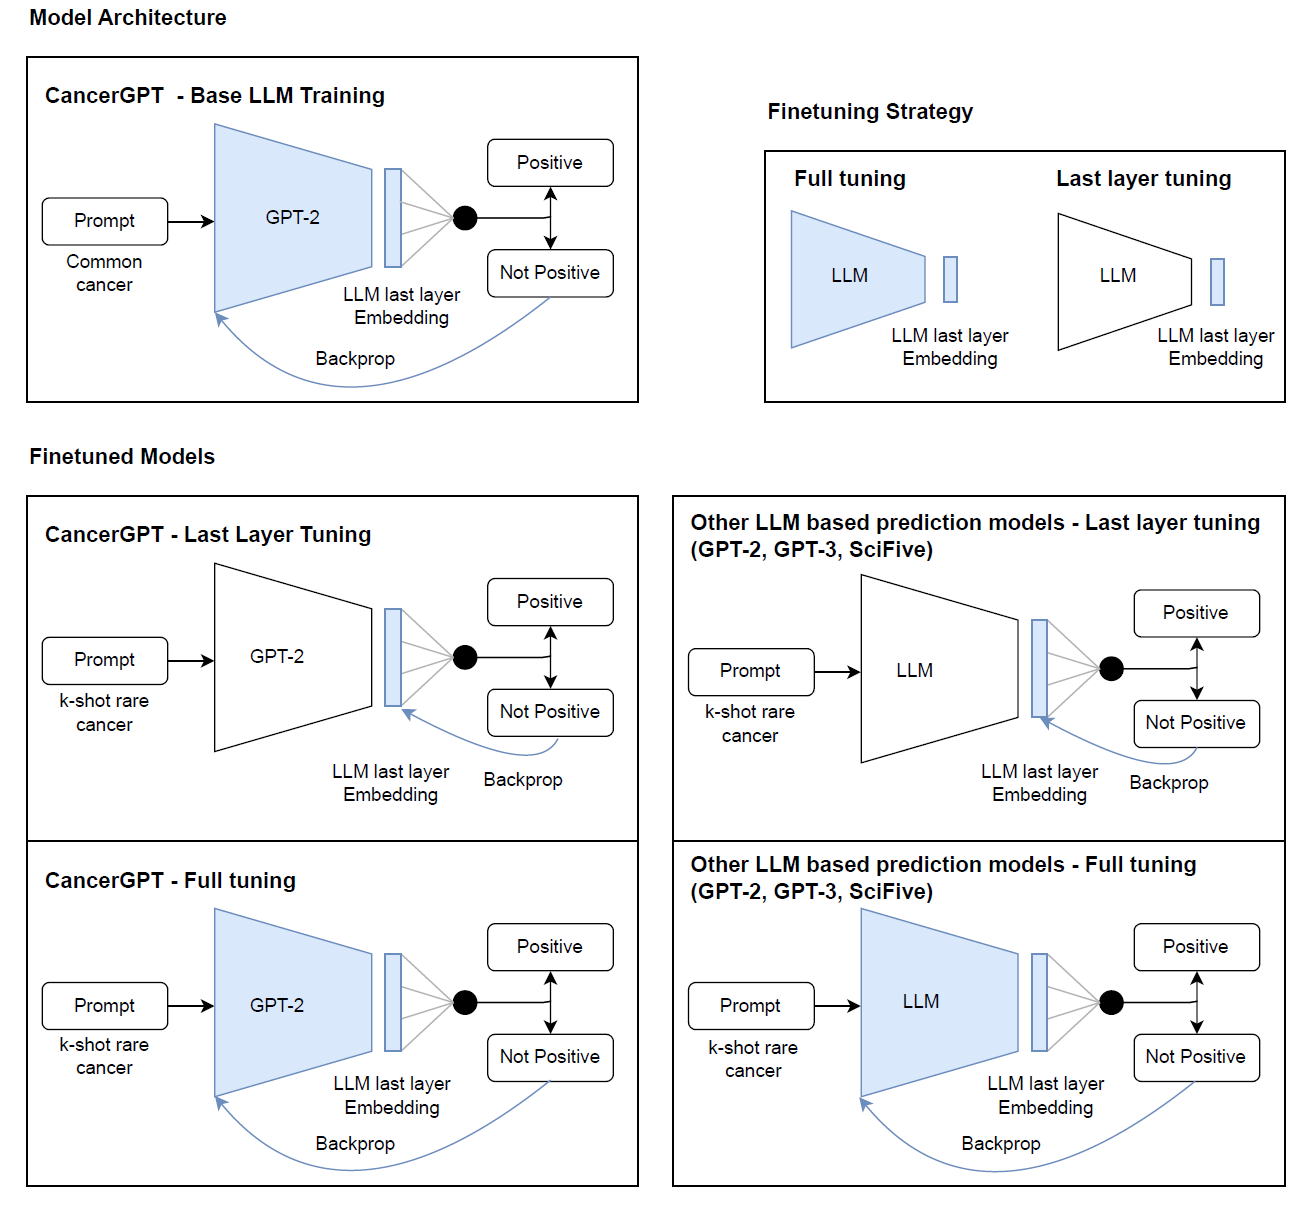 Model Architecture
CancerGPT - Base LLM Training
Prompt
Common
cancer
GPT-2
LLM last layer
Embedding
Positive
Not Positive
Backprop
Finetuning Strategy
Full tuning
LLM
LLM last layer
Embedding
Last layer tuning
LLM
LLM last layer
Embedding
Finetuned Models
CancerGPT - Last Layer Tuning
Prompt
k-shot rare
cancer
GPT-2
LLM last layer
Embedding
Positive
Not Positive
Backprop
Other LLM based prediction models - Last layer tuning
(GPT-2, GPT-3, SciFive)
Prompt
k-shot rare
cancer
LLM
LLM last layer
Embedding
Positive
Not Positive
Backprop
CancerGPT - Full tuning
Prompt
k-shot rare
cancer
GPT-2
LLM last layer
Embedding
Positive
Not Positive
Backprop
Other LLM based prediction models - Full tuning
(GPT-2, GPT-3, SciFive)
Prompt
k-shot rare
cancer
LLM
LLM last layer
Embedding
Positive
Not Positive
Backprop